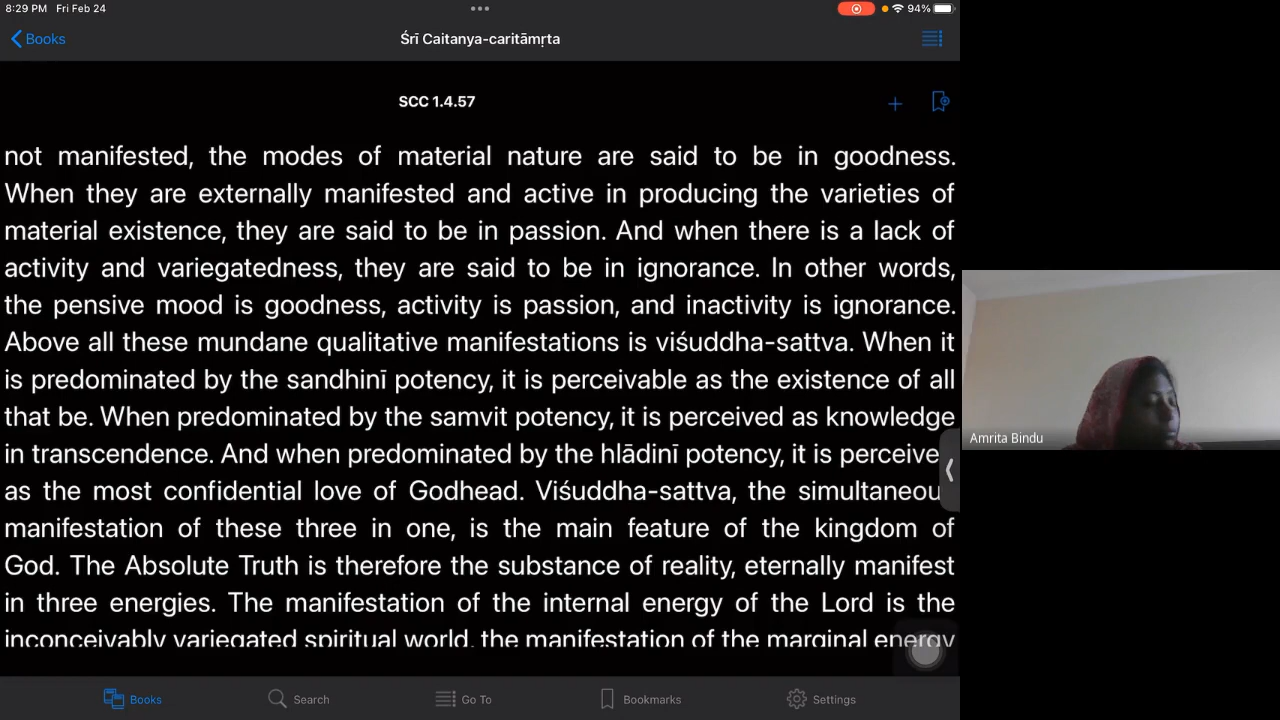 8:29 PM Fri Feb 24
94%
Books
Śrī Caitanya-caritāmṛta
SCC 1.4.57
not manifested, the modes of material nature are said to be in goodness.
When they are externally manifested and active in producing the varieties of
material existence, they are said to be in passion. And when there is a lack of
activity and variegatedness, they are said to be in ignorance. In other words,
the pensive mood is goodness, activity is passion, and inactivity is ignorance.
Above all these mundane qualitative manifestations is viśuddha-sattva. When it
is predominated by the sandhinī potency, it is perceivable as the existence of all
that be. When predominated by the samvit potency, it is perceived as knowledge
in transcendence. And when predominated by the hlādinī potency, it is perceive
as the most confidential love of Godhead. Viśuddha-sattva, the simultaneou
manifestation of these three in one, is the main feature of the kingdom of
God. The Absolute Truth is therefore the substance of reality, eternally manifest
in three energies. The manifestation of the internal energy of the Lord is the
inconceivably variegated spiritual world, the manifestation of the marginal energy
Amrita Bindu
Books Search Go To Bookmarks Settings